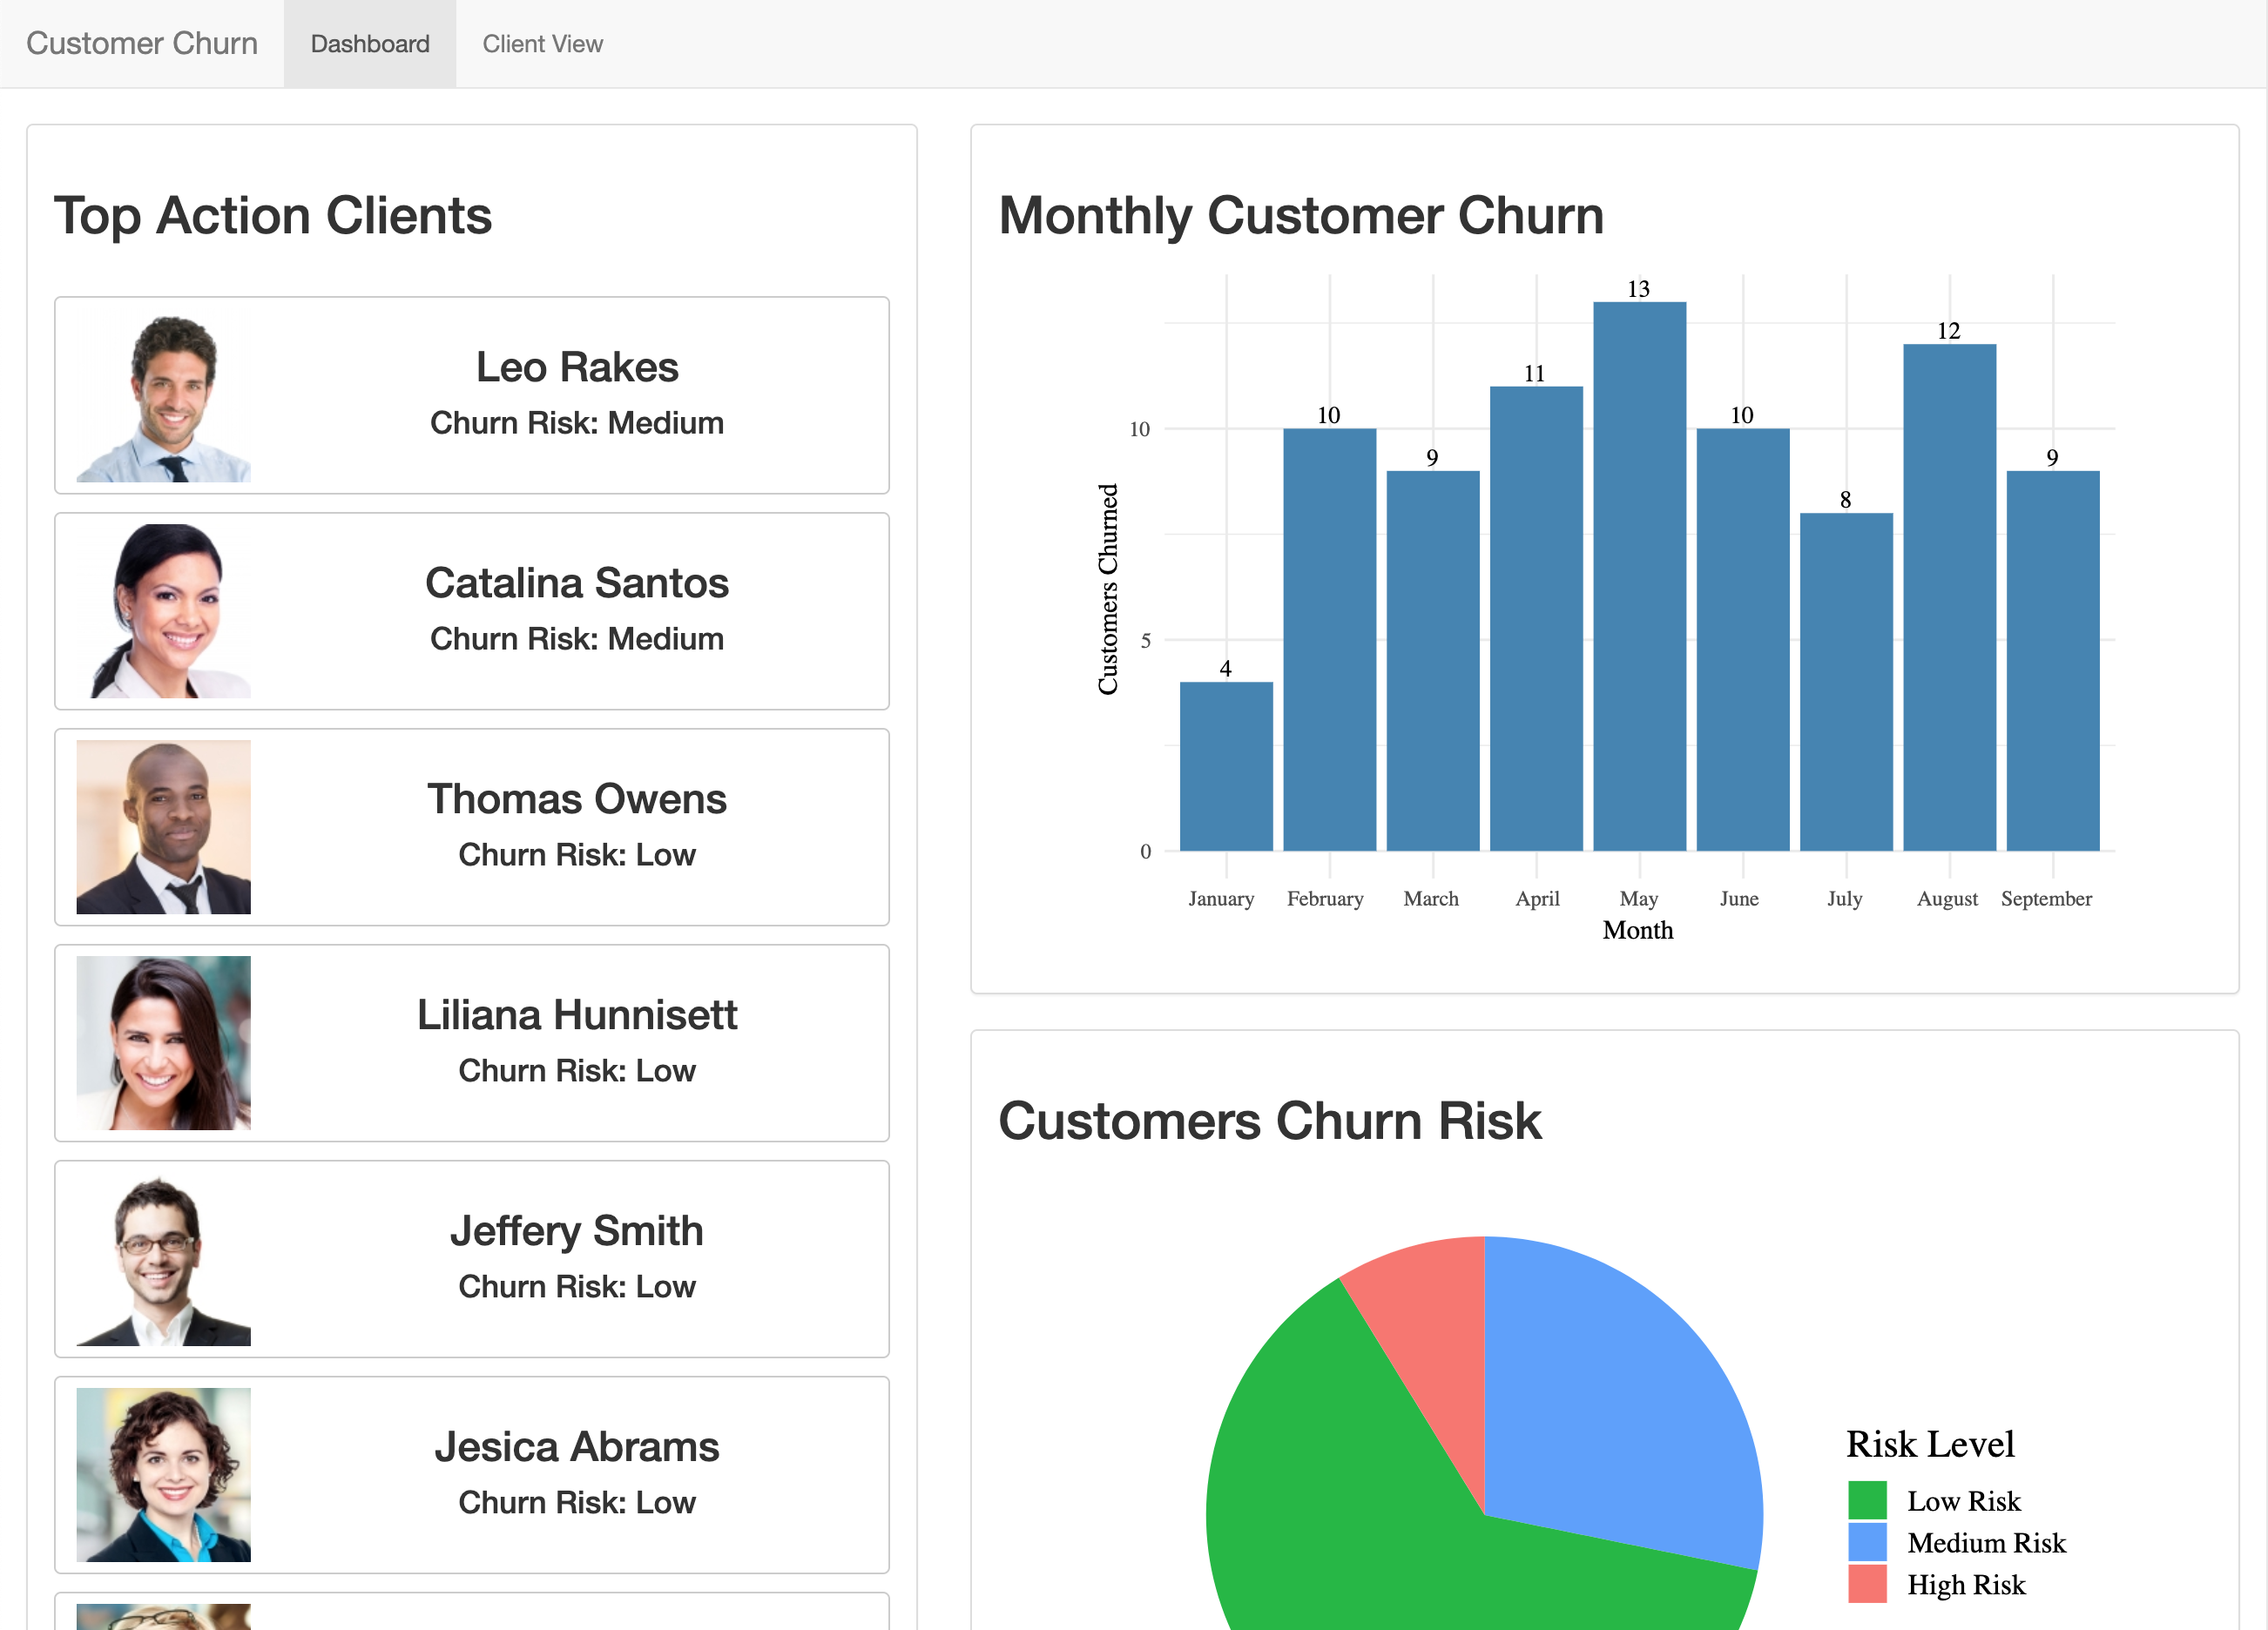 Customer Churn
Dashboard
Client View
Top Action Clients
Leo Rakes
Churn Risk: Medium
Catalina Santos
Churn Risk: Medium
Thomas Owens
Churn Risk: Low
Liliana Hunnisett
Churn Risk: Low
Jeffery Smith
Churn Risk: Low
Jesica Abrams
Churn Risk: Low
Monthly Customer Churn
13
12
11
10
10
10
9
9
8
5
4
0
Customers Churned
January February March April May June July August September
Month
Customers Churn Risk
Risk Level
Low Risk
Medium Risk
High Risk